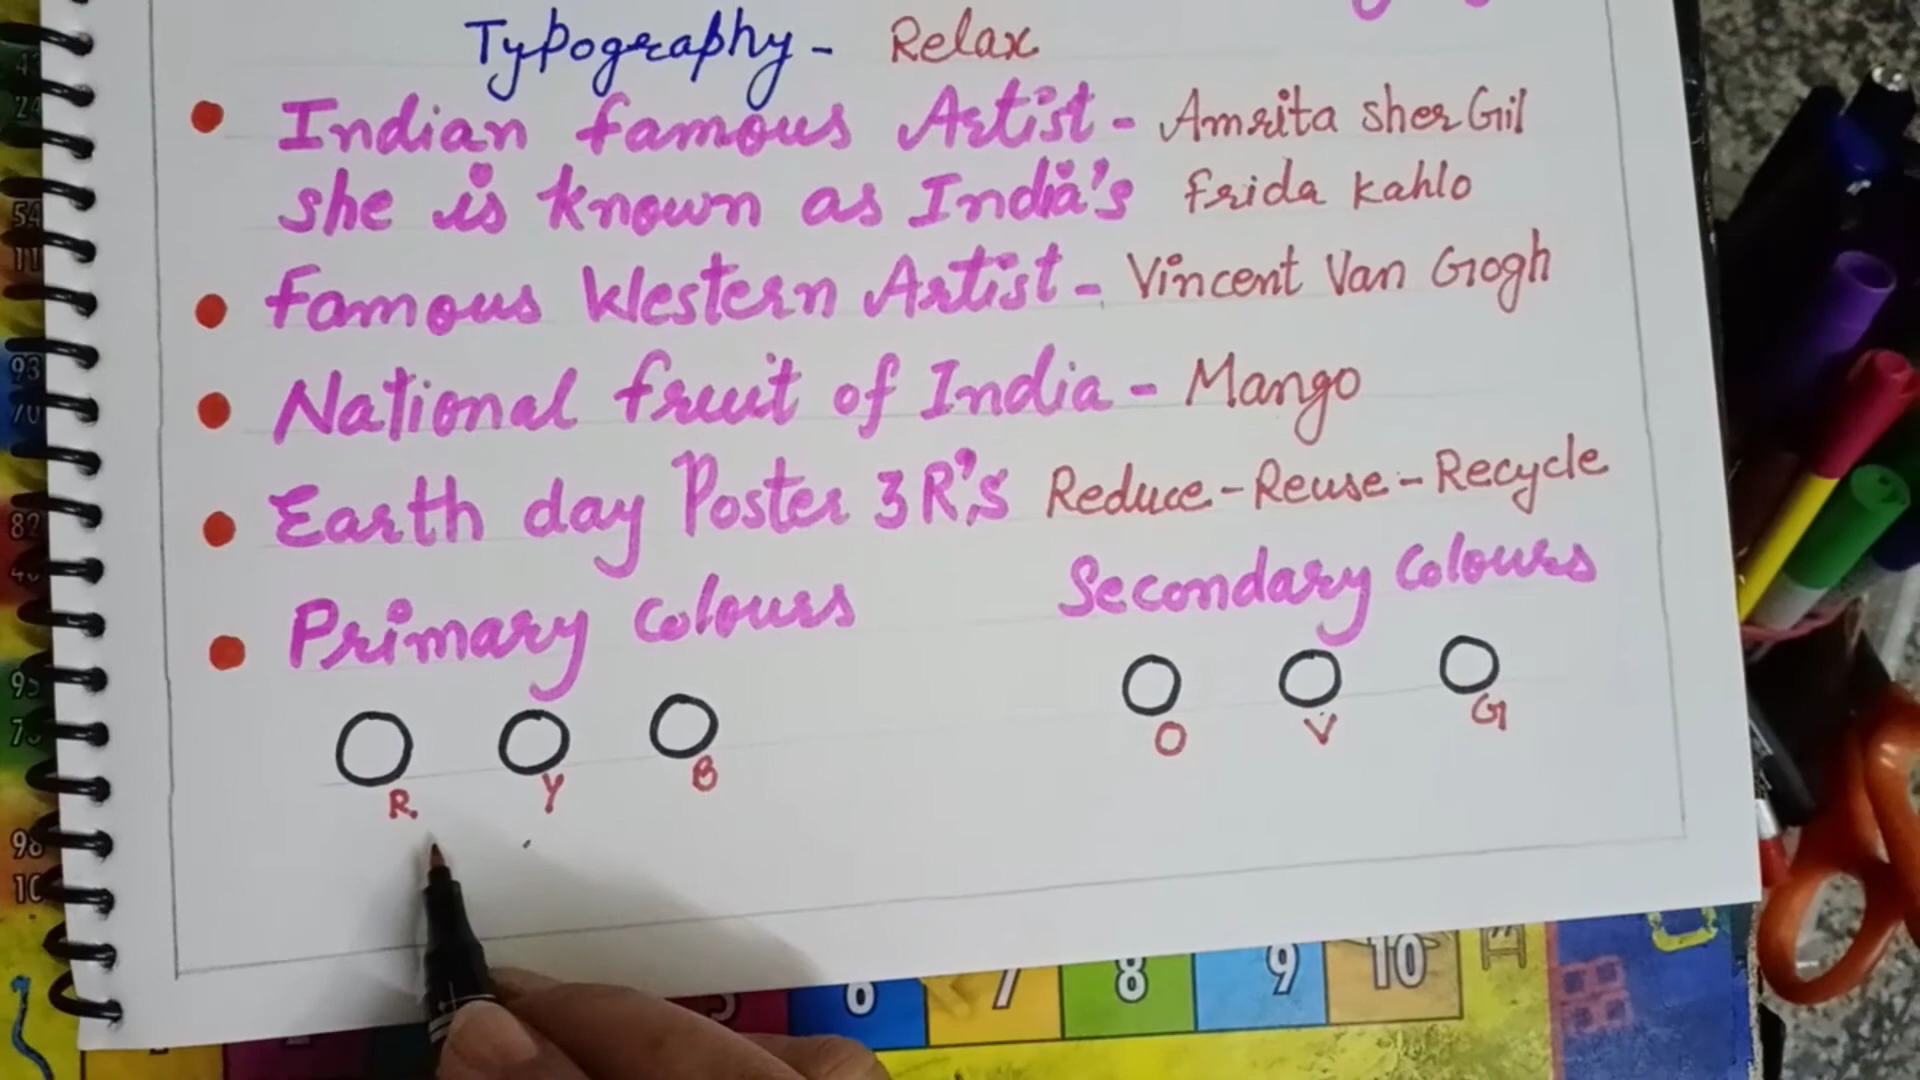 Typography - Relax
Indian famous Artist - Amrita sher Gil
she is known as India's frida kahlo
famous Western Artist - Vincent Van Gogh
National fruit of India - Mango
Earth day Poster 3R's Reduce - Reuse - Recycle
Primary Colours Secondary Colours
R Y B O V G
6 7 8 9 10